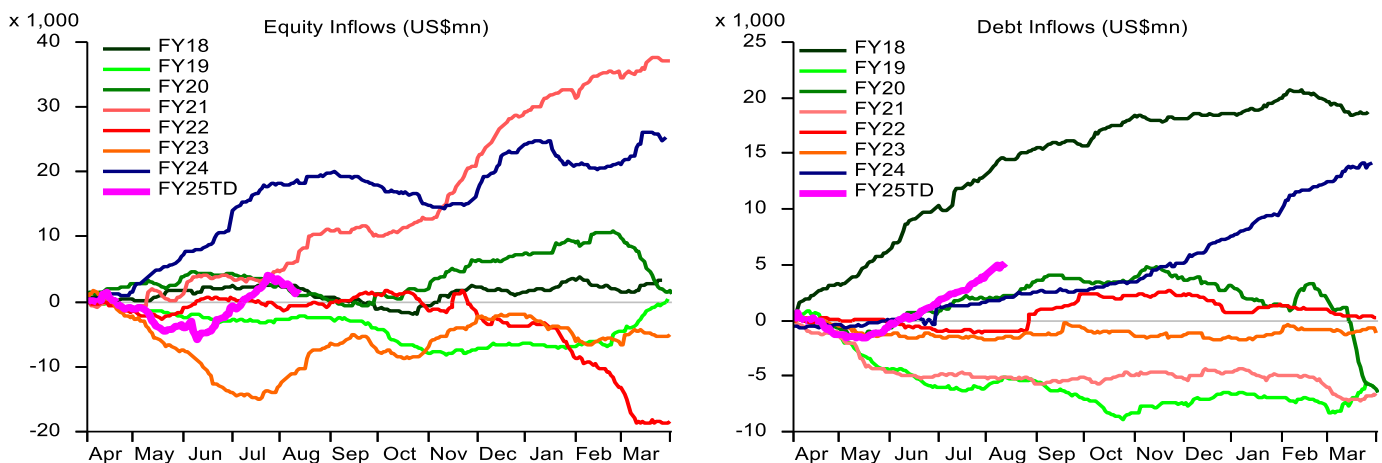 x 1,000
Equity Inflows (US$mn)
40
30
20
10
0
-10
-20
FY18
FY19
FY20
FY21
FY22
FY23
FY24
FY25TD
Apr May Jun Jul Aug Sep Oct Nov Dec Jan Feb Mar
x 1,000
Debt Inflows (US$mn)
25
20
15
10
5
0
-5
-10
FY18
FY19
FY20
FY21
FY22
FY23
FY24
FY25TD
Apr May Jun Jul Aug Sep Oct Nov Dec Jan Feb Mar